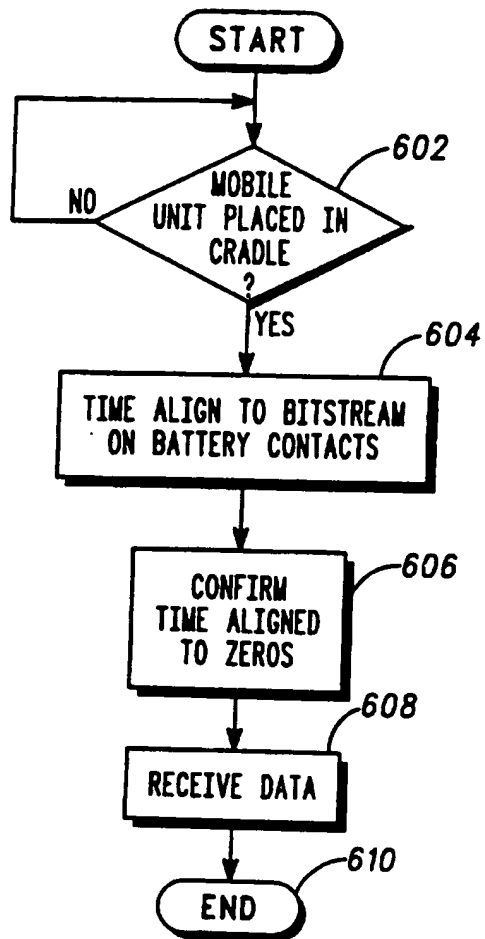 START
602
MOBILE
UNIT PLACED IN
CRADLE
?
NO
YES
604
TIME ALIGN TO BITSTREAM
ON BATTERY CONTACTS
606
CONFIRM
TIME ALIGNED
TO ZEROS
608
RECEIVE DATA
610
END